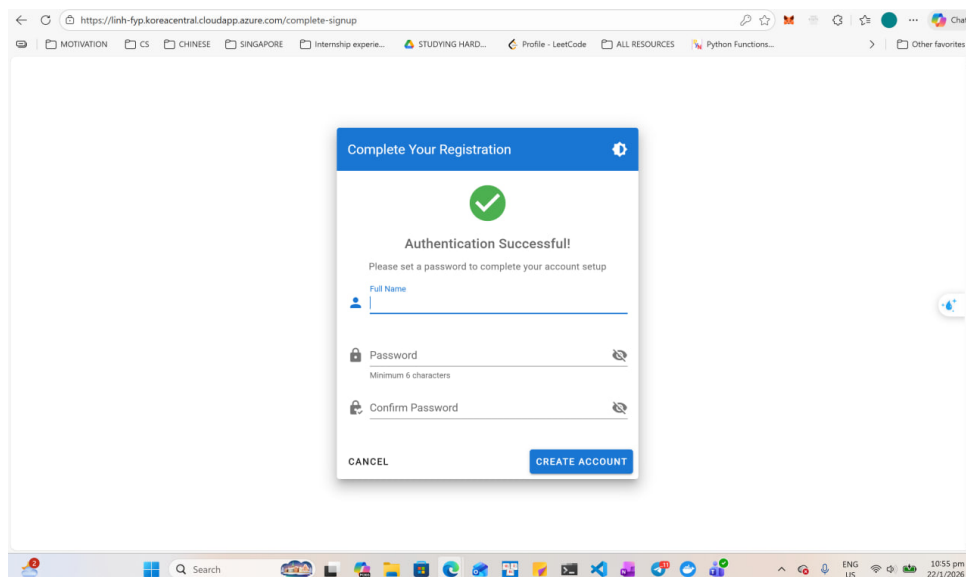 https://linh-fyp.koreacentral.cloudapp.azure.com/complete-signup
Chat
MOTIVATION CS CHINESE SINGAPORE Internship experie... STUDYING HARD... Profile - LeetCode ALL RESOURCES Python Functions... Other favorites
Complete Your Registration
Authentication Successful!
Please set a password to complete your account setup
Full Name
Password
Minimum 6 characters
Confirm Password
CANCEL CREATE ACCOUNT
2 Search ENG 10:55 pm
US 22/1/2026